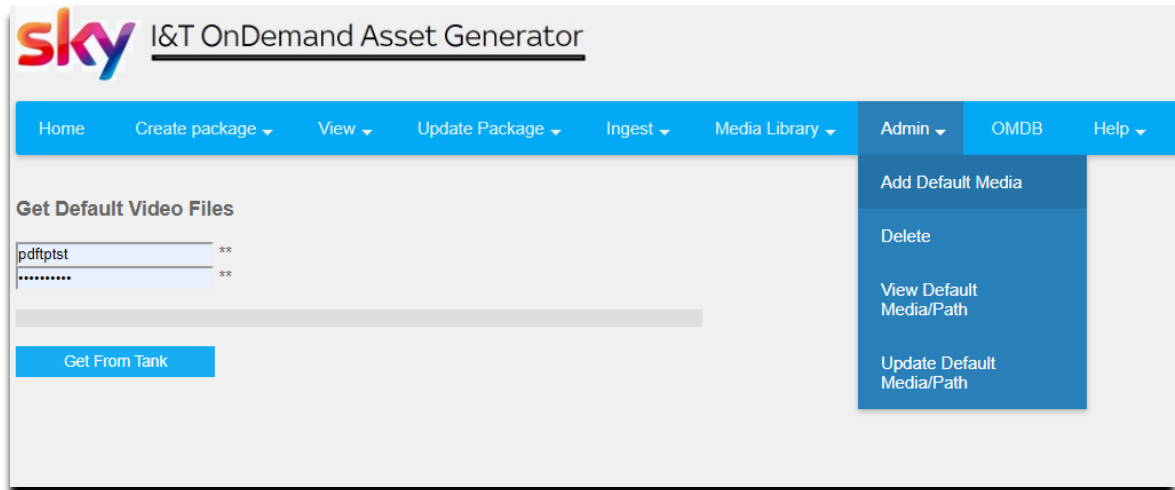 sky I&T OnDemand Asset Generator
Home Create package View Update Package Ingest Media Library Admin OMDB Help
Add Default Media
Delete
View Default
Media/Path
Update Default
Media/Path
Get Default Video Files
pdftptst **
•••••••••• **
Get From Tank